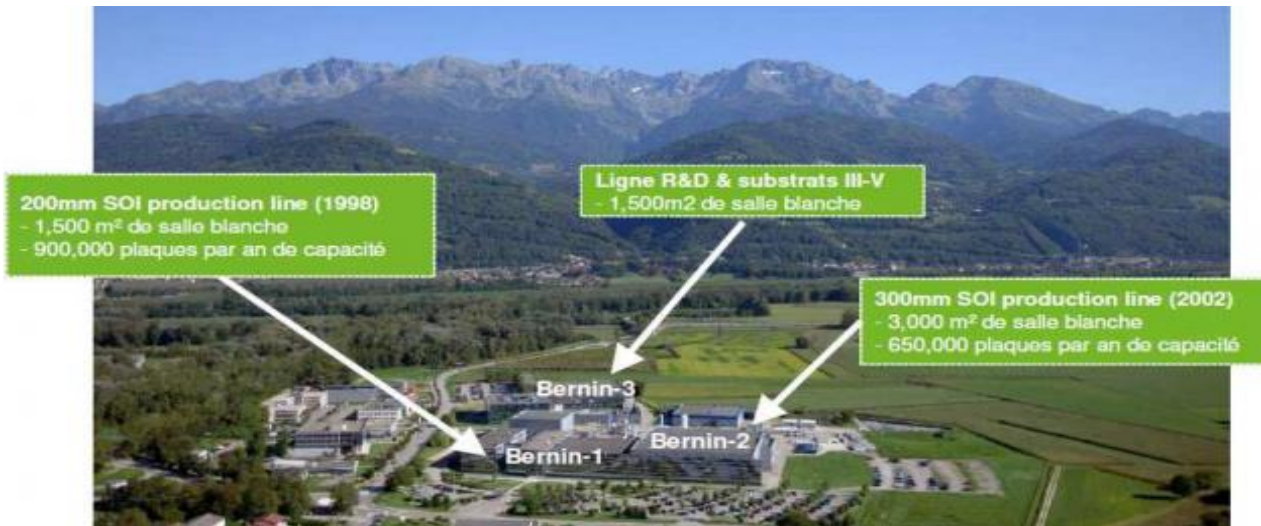 200mm SOI production line (1998)
- 1,500 m² de salle blanche
- 900,000 plaques par an de capacité
Ligne R&D & substrats III-V
- 1,500m2 de salle blanche
300mm SOI production line (2002)
- 3,000 m² de salle blanche
- 650,000 plaques par an de capacité
Bernin-3
Bernin-2
Bernin-1